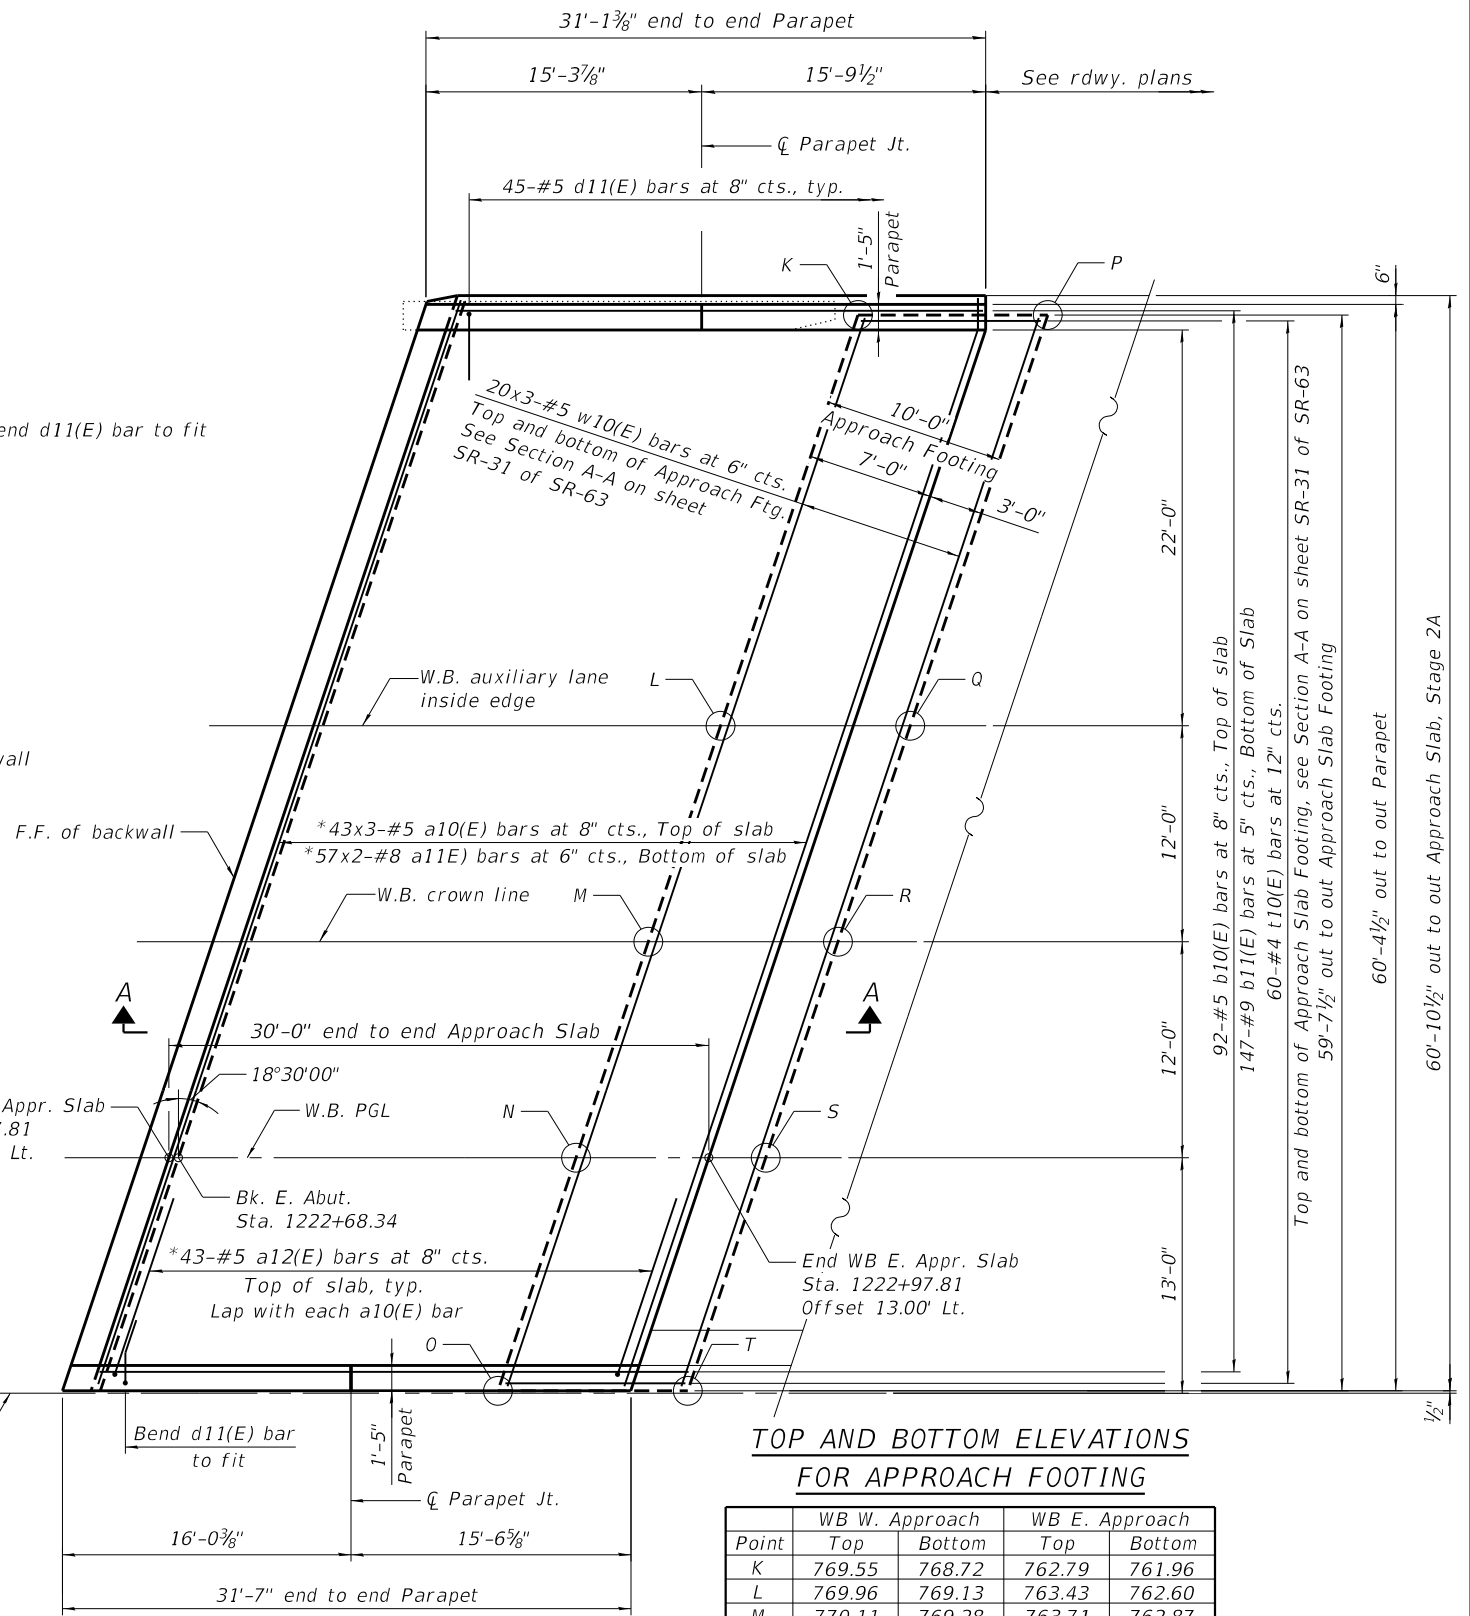 31'-1⅜" end to end Parapet
15'-3⅞"
15'-9½"
See rdwy. plans
℄ Parapet Jt.
45-#5 d11(E) bars at 8" cts., typ.
1'-5"
Parapet
K
P
6"
end d11(E) bar to fit
20x3-#5 w10(E) bars at 6" cts.
Top and bottom of Approach Ftg.
See Section A-A on sheet
SR-31 of SR-63
10'-0"
Approach Footing
7'-0"
3'-0"
22'-0"
W.B. auxiliary lane
inside edge
L
Q
wall
F.F. of backwall
*43x3-#5 a10(E) bars at 8" cts., Top of slab
*57x2-#8 a11E) bars at 6" cts., Bottom of slab
12'-0"
W.B. crown line
M
R
A
A
30'-0" end to end Approach Slab
12'-0"
18°30'00"
Appr. Slab
.81
Lt.
W.B. PGL
N
S
Bk. E. Abut.
Sta. 1222+68.34
*43-#5 a12(E) bars at 8" cts.
Top of slab, typ.
Lap with each a10(E) bar
End WB E. Appr. Slab
Sta. 1222+97.81
Offset 13.00' Lt.
13'-0"
O
T
92-#5 b10(E) bars at 8" cts., Top of slab
147-#9 b11(E) bars at 5" cts., Bottom of Slab
60-#4 t10(E) bars at 12" cts.
Top and bottom of Approach Slab Footing, see Section A-A on sheet SR-31 of SR-63
59'-7½" out to out Approach Slab Footing
60'-4½" out to out Parapet
60'-10½" out to out Approach Slab, Stage 2A
½"
Bend d11(E) bar
to fit
1'-5"
Parapet
℄ Parapet Jt.
16'-0⅜"
15'-6⅝"
31'-7" end to end Parapet
TOP AND BOTTOM ELEVATIONS
FOR APPROACH FOOTING
WB W. Approach WB E. Approach
Point Top Bottom Top Bottom
K 769.55 768.72 762.79 761.96
L 769.96 769.13 763.43 762.60
M 770.11 769.28 763.71 762.87